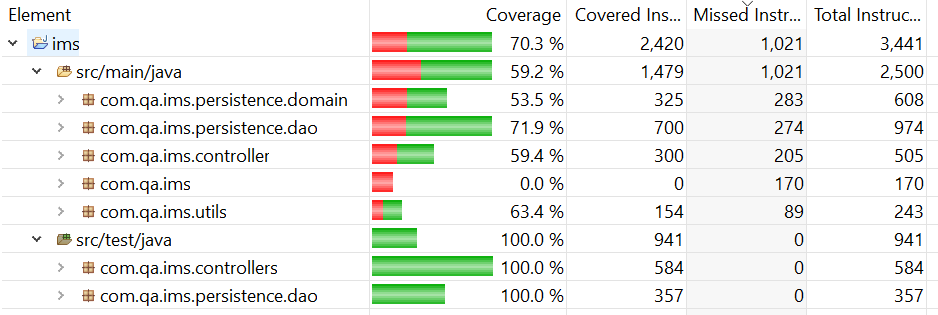 Element Coverage Covered Ins... Missed Instr... Total Instruc...
ims 70.3 % 2,420 1,021 3,441
src/main/java 59.2 % 1,479 1,021 2,500
com.qa.ims.persistence.domain 53.5 % 325 283 608
com.qa.ims.persistence.dao 71.9 % 700 274 974
com.qa.ims.controller 59.4 % 300 205 505
com.qa.ims 0.0 % 0 170 170
com.qa.ims.utils 63.4 % 154 89 243
src/test/java 100.0 % 941 0 941
com.qa.ims.controllers 100.0 % 584 0 584
com.qa.ims.persistence.dao 100.0 % 357 0 357